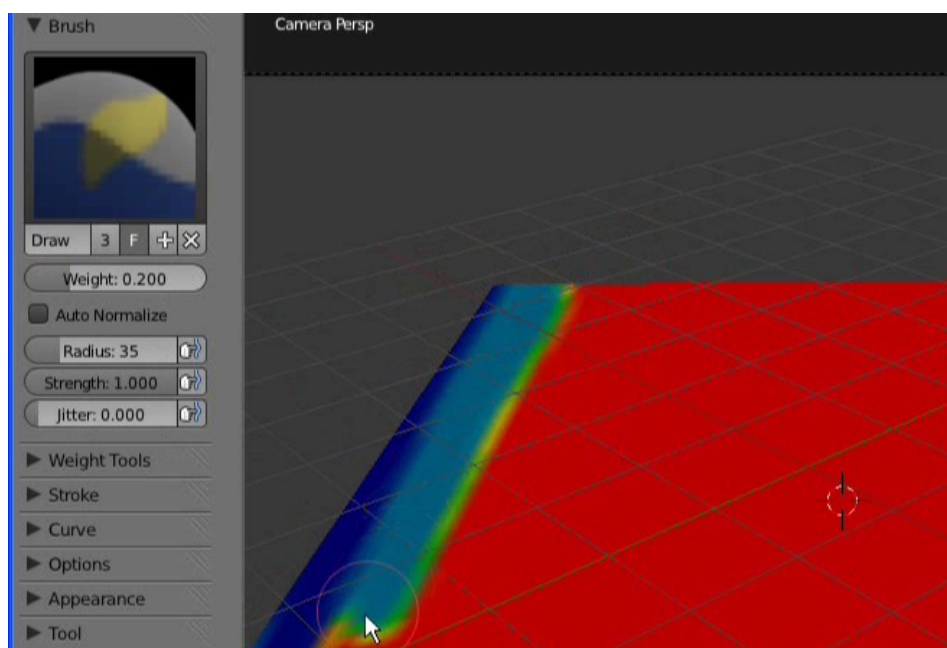 Brush
Camera Persp
Draw 3 F
Weight: 0.200
Auto Normalize
Radius: 35
Strength: 1.000
Jitter: 0.000
Weight Tools
Stroke
Curve
Options
Appearance
Tool